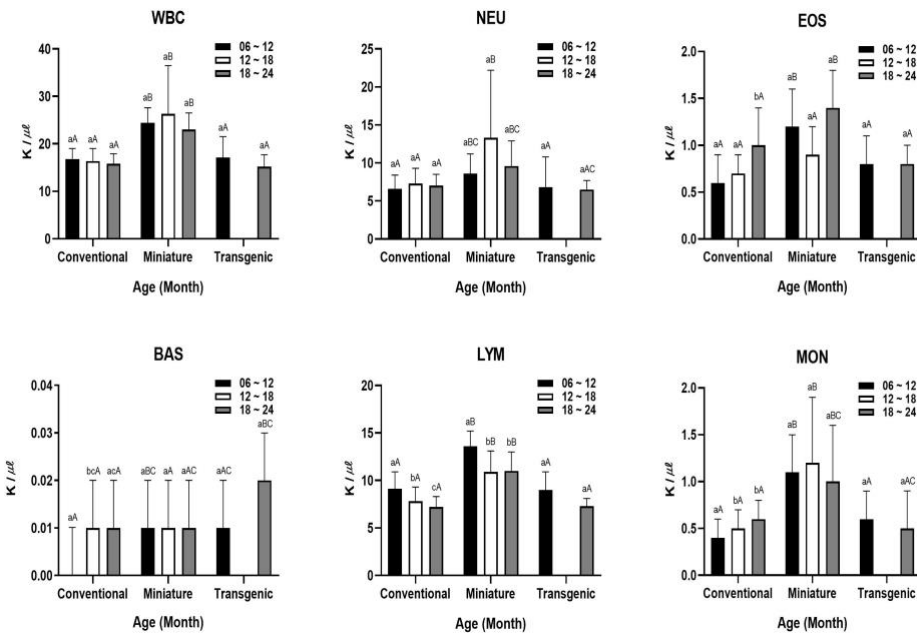 WBC
06 ~ 12
12 ~ 18
18 ~ 24
K / µl
40
30
20
10
0
aA
aA
aA
aB
aB
aB
aA
aA
Conventional
Miniature
Transgenic
Age (Month)
NEU
06 ~ 12
12 ~ 18
18 ~ 24
K / µl
25
20
15
10
5
0
aA
aA
aA
aBC
aB
aBC
aA
aAC
Conventional
Miniature
Transgenic
Age (Month)
EOS
06 ~ 12
12 ~ 18
18 ~ 24
K / µl
2.0
1.5
1.0
0.5
0.0
aA
aA
bA
aB
aA
aB
aA
aA
Conventional
Miniature
Transgenic
Age (Month)
BAS
06 ~ 12
12 ~ 18
18 ~ 24
K / µl
0.04
0.03
0.02
0.01
0.00
aA
bcA
acA
aBC
aA
aAC
aAC
aBC
Conventional
Miniature
Transgenic
Age (Month)
LYM
06 ~ 12
12 ~ 18
18 ~ 24
K / µl
20
15
10
5
0
aA
bA
cA
aB
bB
bB
aA
aA
Conventional
Miniature
Transgenic
Age (Month)
MON
06 ~ 12
12 ~ 18
18 ~ 24
K / µl
2.0
1.5
1.0
0.5
0.0
aA
bA
bA
aB
aB
aBC
aA
aAC
Conventional
Miniature
Transgenic
Age (Month)